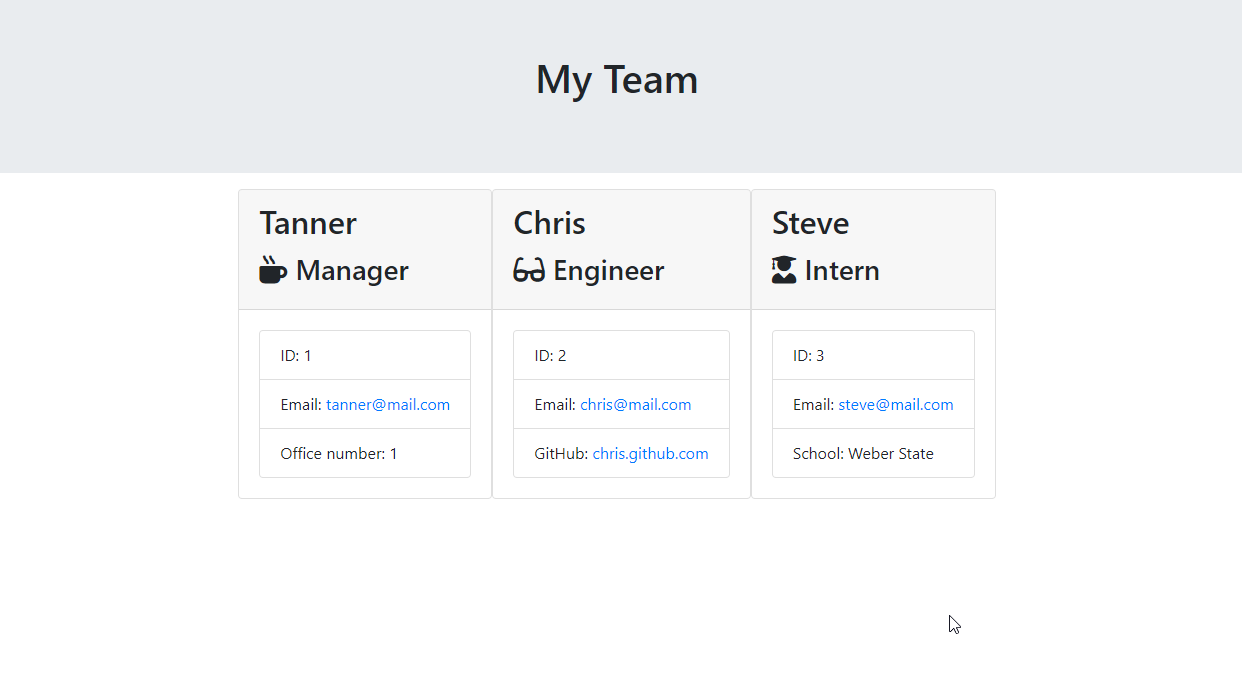 My Team
Tanner
Manager
ID: 1
Email: tanner@mail.com
Office number: 1
Chris
Engineer
ID: 2
Email: chris@mail.com
GitHub: chris.github.com
Steve
Intern
ID: 3
Email: steve@mail.com
School: Weber State